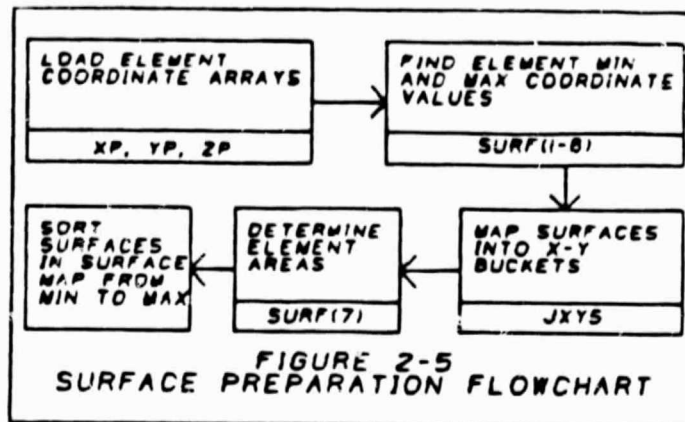 LOAD ELEMENT
COORDINATE ARRAYS
XP, YP, ZP
FIND ELEMENT MIN
AND MAX COORDINATE
VALUES
SURF(1-6)
MAP SURFACES
INTO X-Y
BUCKETS
JXYS
DETERMINE
ELEMENT
AREAS
SURF(7)
SORT
SURFACES
IN SURFACE
MAP FROM
MIN TO MAX
FIGURE 2-5
SURFACE PREPARATION FLOWCHART